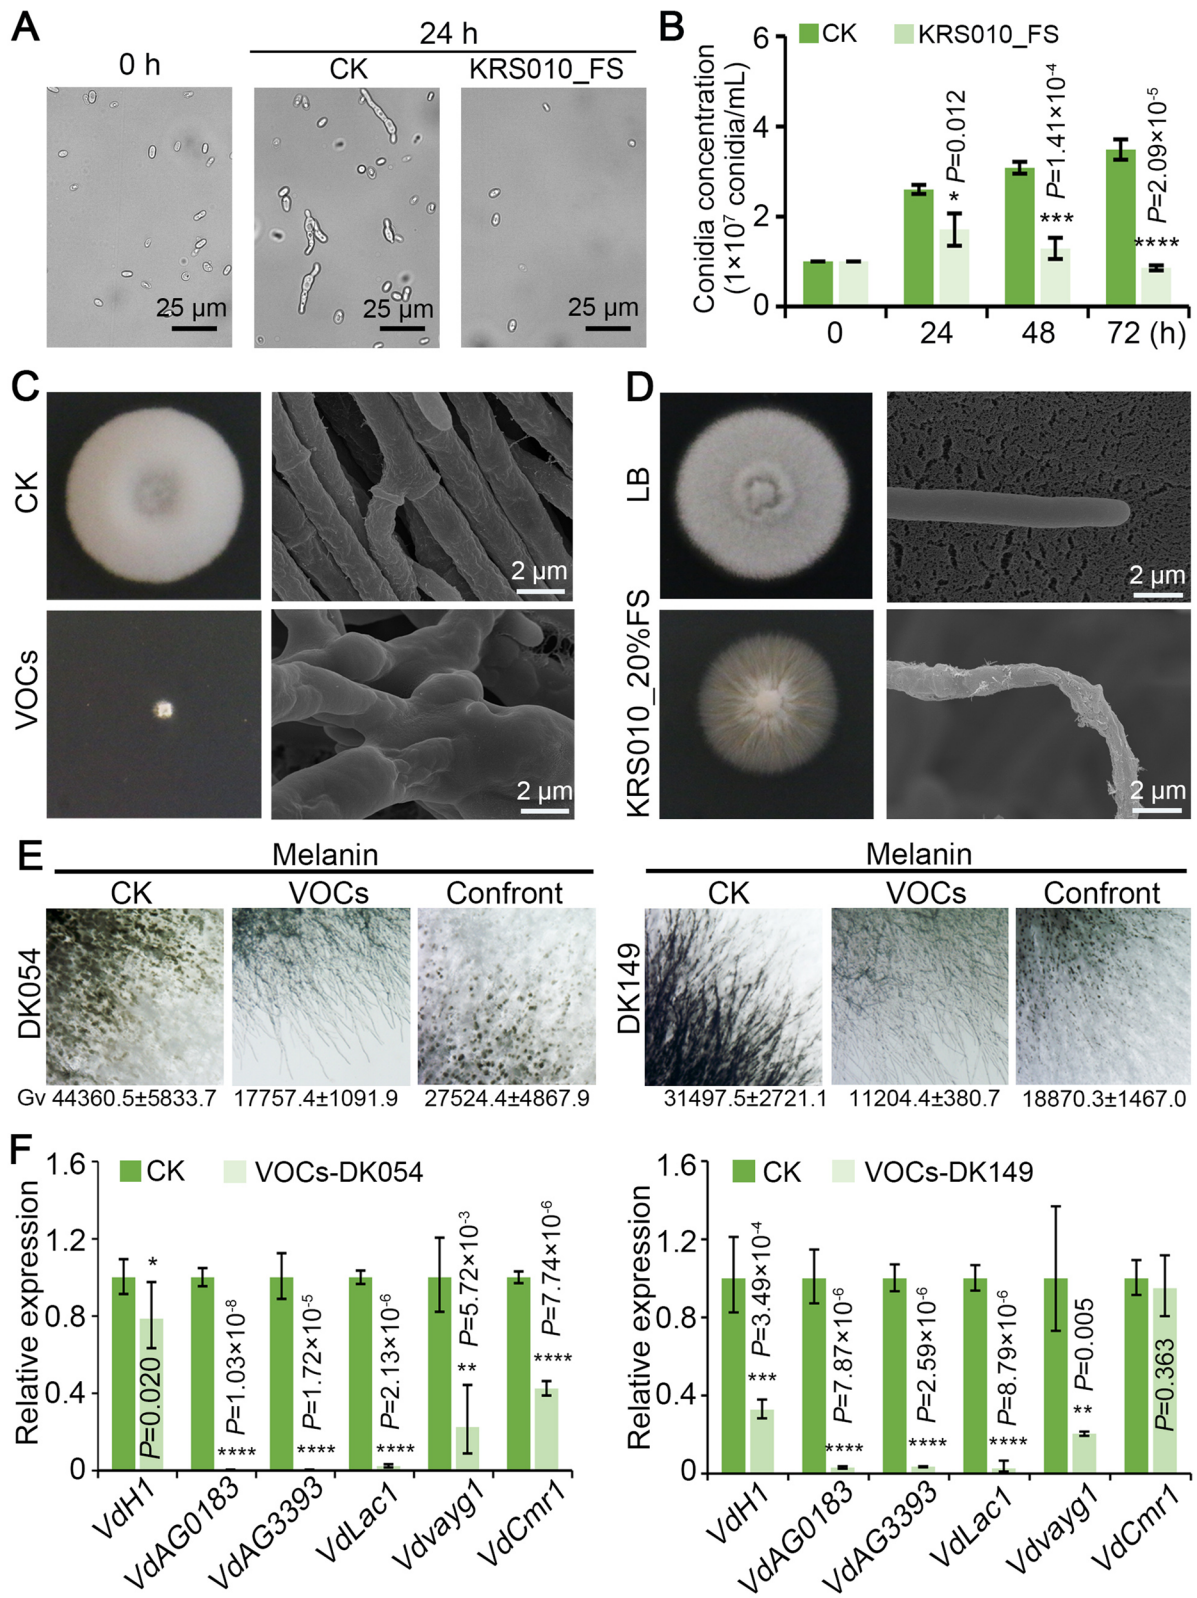 A
0 h
24 h
CK
KRS010_FS
25 µm
25 µm
25 µm
B
CK
KRS010_FS
Conidia concentration
(1×10⁷ conidia/mL)
6
4
2
0
* P=0.012
*** P=1.41×10⁻⁴
**** P=2.09×10⁻⁵
0
24
48
72 (h)
C
CK
2 µm
VOCs
2 µm
D
LB
2 µm
KRS010_20%FS
2 µm
E
Melanin
CK
VOCs
Confront
DK054
Gv 44360.5±5833.7
17757.4±1091.9
27524.4±4867.9
Melanin
CK
VOCs
Confront
DK149
31497.5±2721.1
11204.4±380.7
18870.3±1467.0
F
CK
VOCs-DK054
Relative expression
1.6
1.2
0.8
0.4
0
*
P=0.020
**** P=1.03×10⁻⁸
**** P=1.72×10⁻⁵
**** P=2.13×10⁻⁶
** P=5.72×10⁻³
**** P=7.74×10⁻⁶
VdH1
VdAG0183
VdAG3393
VdLac1
Vdvayg1
VdCmr1
CK
VOCs-DK149
Relative expression
1.6
1.2
0.8
0.4
0
*** P=3.49×10⁻⁴
**** P=7.87×10⁻⁶
**** P=2.59×10⁻⁶
**** P=8.79×10⁻⁶
** P=0.005
P=0.363
VdH1
VdAG0183
VdAG3393
VdLac1
Vdvayg1
VdCmr1